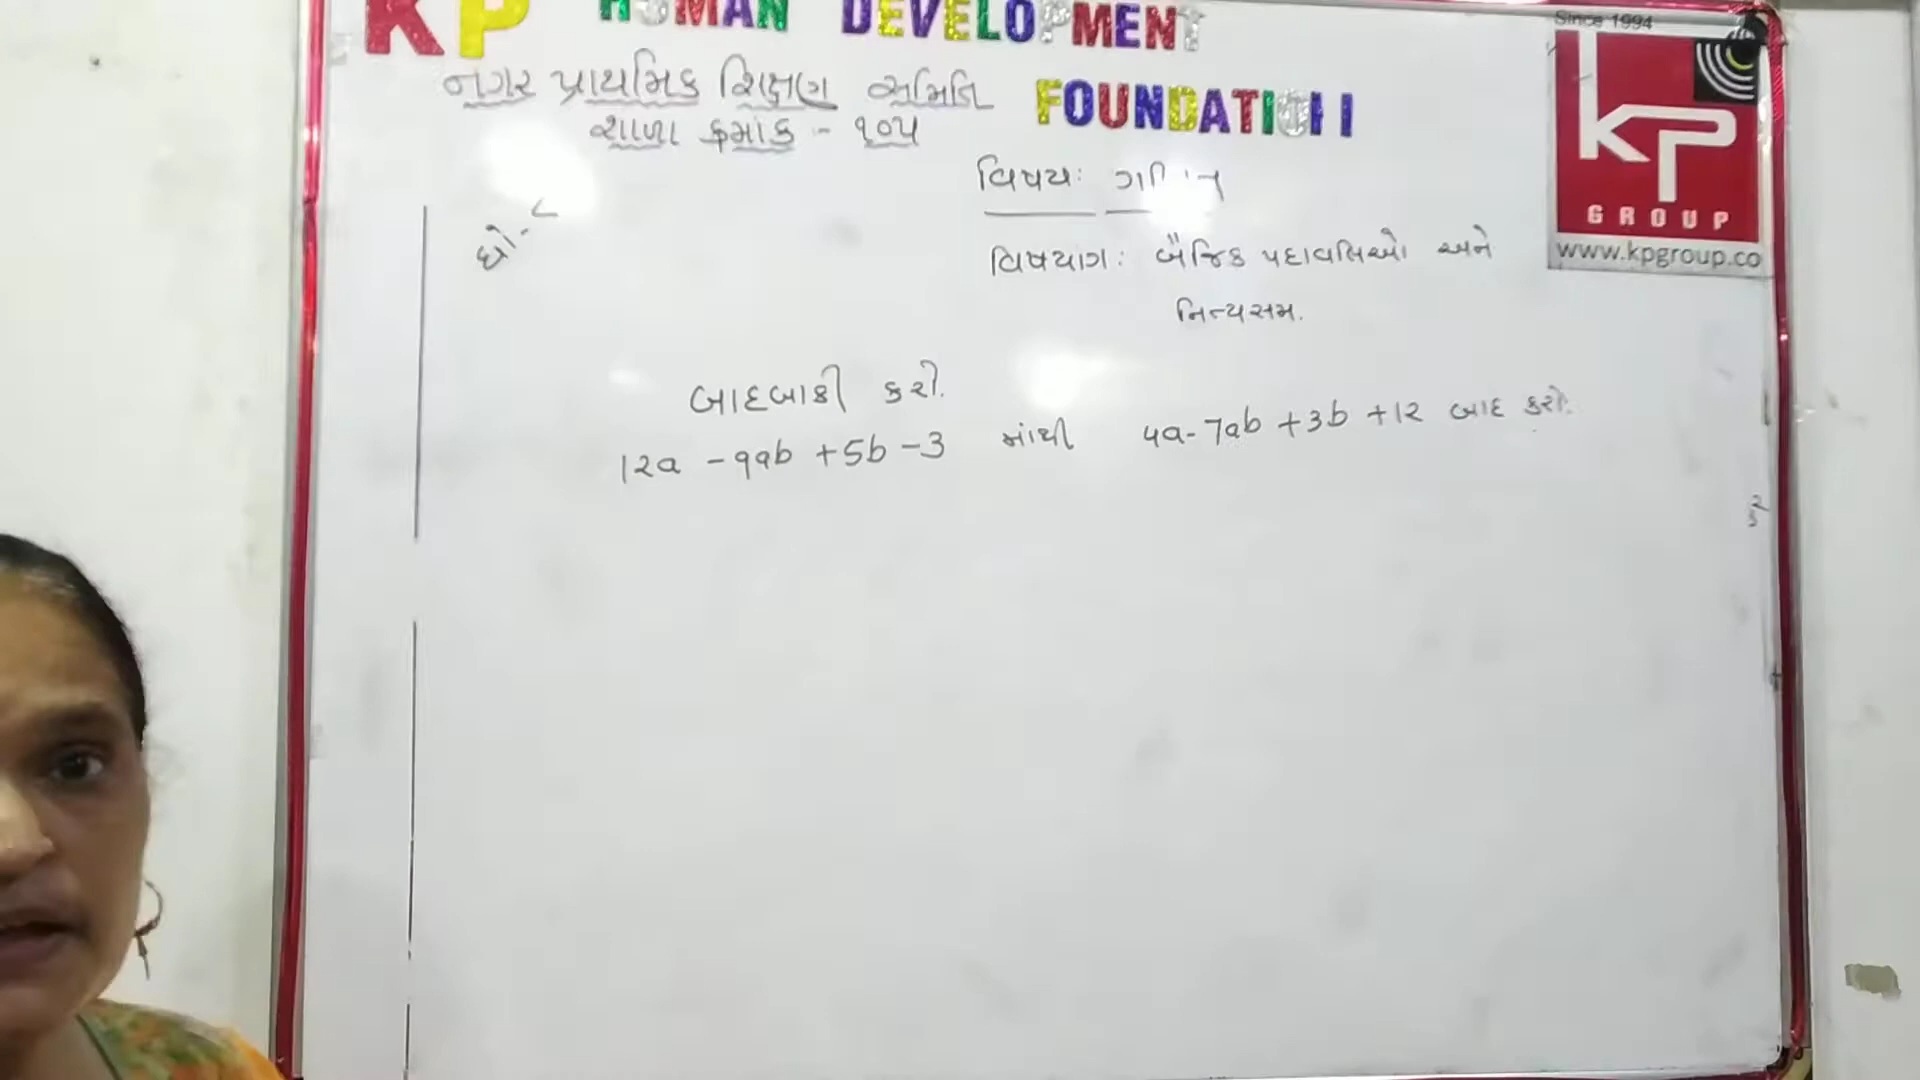 KP HUMAN DEVELOPMENT
FOUNDATION
નગર પ્રાથમિક શિક્ષણ સમિતિ
શાળા ક્રમાંક - ૧૦૫
Since 1994
KP
GROUP
www.kpgroup.co
ધો- ૮
વિષય: ગણિત
વિષયાંગ: બૈજિક પદાવલિઓ અને
નિત્યસમ.
બાદબાકી કરો.
12a - 9ab + 5b - 3 માંથી 4a - 7ab + 3b + 12 બાદ કરો.